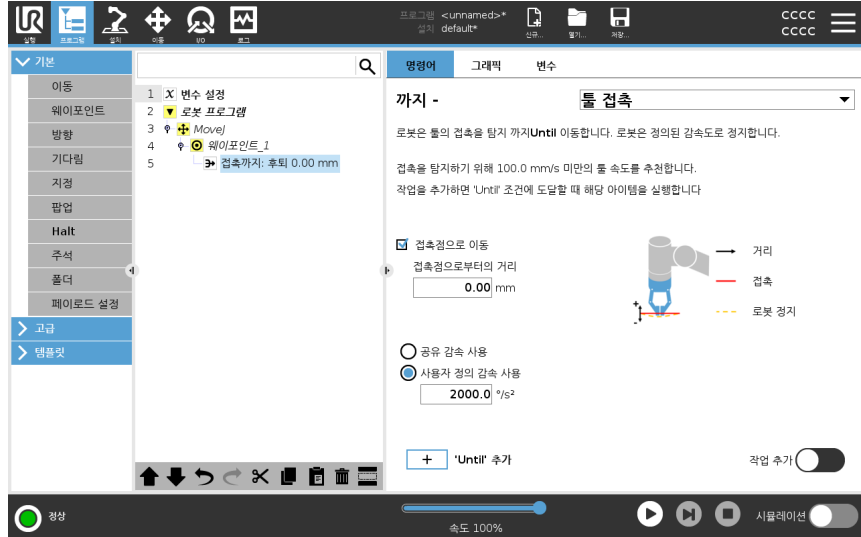 UR
실행
프로그램
설치
이동
I/O
로그
프로그램 <unnamed>*
설치 default*
신규...
열기...
저장...
cccc
cccc
기본
이동
웨이포인트
방향
기다림
지정
팝업
Halt
주석
폴더
페이로드 설정
고급
템플릿
1 X 변수 설정
2 로봇 프로그램
3 MoveJ
4 웨이포인트_1
5 접촉까지: 후퇴 0.00 mm
명령어 그래픽 변수
까지 - 툴 접촉
로봇은 툴의 접촉을 탐지 까지Until 이동합니다. 로봇은 정의된 감속도로 정지합니다.
접촉을 탐지하기 위해 100.0 mm/s 미만의 툴 속도를 추천합니다.
작업을 추가하면 'Until' 조건에 도달할 때 해당 아이템을 실행합니다
접촉점으로 이동
접촉점으로부터의 거리
0.00 mm
거리
접촉
로봇 정지
+
-
공유 감속 사용
사용자 정의 감속 사용
2000.0 °/s²
+ 'Until' 추가
작업 추가
정상
속도 100%
시뮬레이션